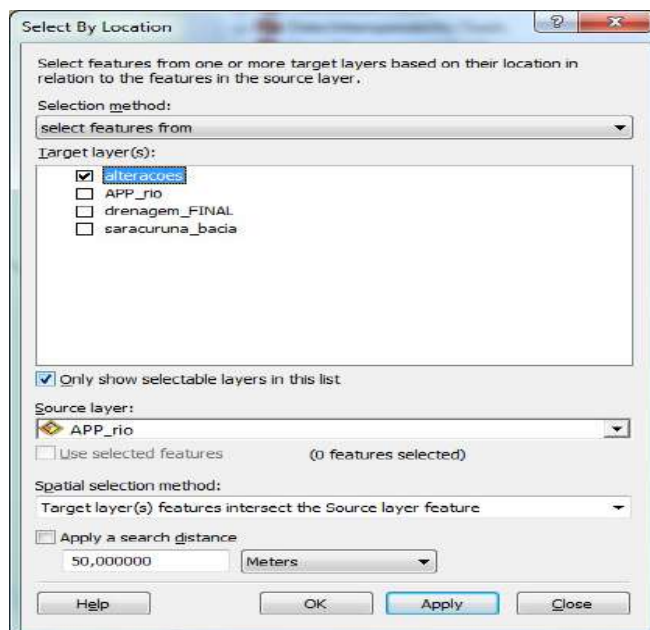 Select By Location
Select features from one or more target layers based on their location in
relation to the features in the source layer.
Selection method:
select features from
Target layer(s):
alteracoes
APP_rio
drenagem_FINAL
saracuruna_bacia
Only show selectable layers in this list
Source layer:
APP_rio
Use selected features (0 features selected)
Spatial selection method:
Target layer(s) features intersect the Source layer feature
Apply a search distance
50,000000 Meters
Help OK Apply Close